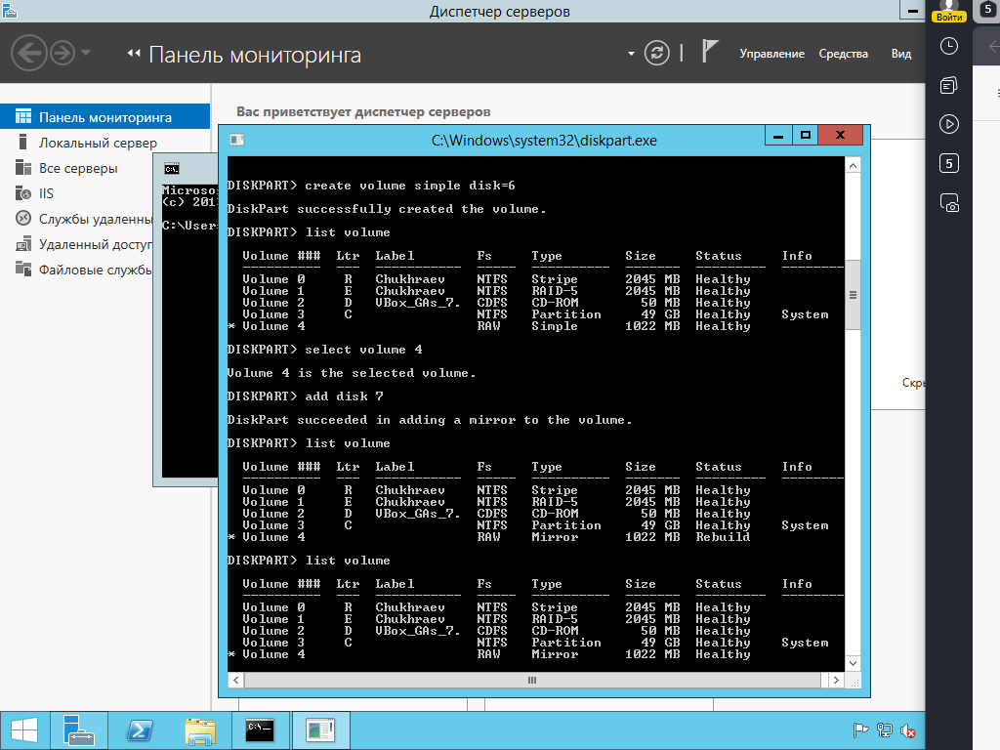 Диспетчер серверов
Войти
5
Панель мониторинга
Управление Средства Вид
Вас приветствует диспетчер серверов
Панель мониторинга
Локальный сервер
Все серверы
IIS
Службы удаленны
Удаленный доступ
Файловые службы
5
Скры
C:\
Microso
(c) 201
C:\User
C:\Windows\system32\diskpart.exe
DISKPART> create volume simple disk=6
DiskPart successfully created the volume.
DISKPART> list volume
Volume ### Ltr Label Fs Type Size Status Info
---------- --- ----------- ----- ---------- ------- --------- --------
Volume 0 R Chukhraev NTFS Stripe 2045 MB Healthy
Volume 1 E Chukhraev NTFS RAID-5 2045 MB Healthy
Volume 2 D VBox_GAs_7. CDFS CD-ROM 50 MB Healthy
Volume 3 C NTFS Partition 49 GB Healthy System
* Volume 4 RAW Simple 1022 MB Healthy
DISKPART> select volume 4
Volume 4 is the selected volume.
DISKPART> add disk 7
DiskPart succeeded in adding a mirror to the volume.
DISKPART> list volume
Volume ### Ltr Label Fs Type Size Status Info
---------- --- ----------- ----- ---------- ------- --------- --------
Volume 0 R Chukhraev NTFS Stripe 2045 MB Healthy
Volume 1 E Chukhraev NTFS RAID-5 2045 MB Healthy
Volume 2 D VBox_GAs_7. CDFS CD-ROM 50 MB Healthy
Volume 3 C NTFS Partition 49 GB Healthy System
* Volume 4 RAW Mirror 1022 MB Rebuild
DISKPART> list volume
Volume ### Ltr Label Fs Type Size Status Info
---------- --- ----------- ----- ---------- ------- --------- --------
Volume 0 R Chukhraev NTFS Stripe 2045 MB Healthy
Volume 1 E Chukhraev NTFS RAID-5 2045 MB Healthy
Volume 2 D VBox_GAs_7. CDFS CD-ROM 50 MB Healthy
Volume 3 C NTFS Partition 49 GB Healthy System
* Volume 4 RAW Mirror 1022 MB Healthy